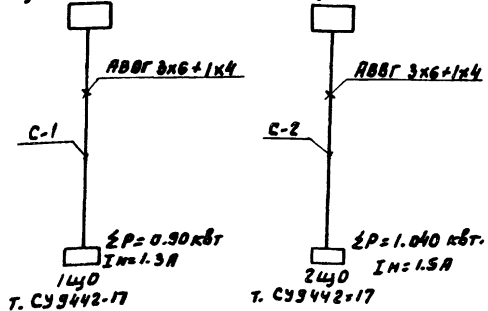 АВВГ 3х6+1х4
С-1
ΣР=0.90 квт
Iн=1.3А
1ЩО
т. СУ9442-17
АВВГ 3х6+1х4
С-2
ΣР=1.040 квт.
Iн=1.5А
2ЩО
т. СУ9442-17